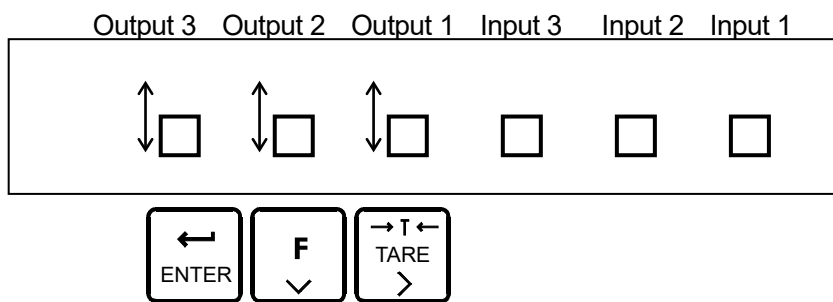 Output 3 Output 2 Output 1 Input 3 Input 2 Input 1
ENTER F → T ←
TARE